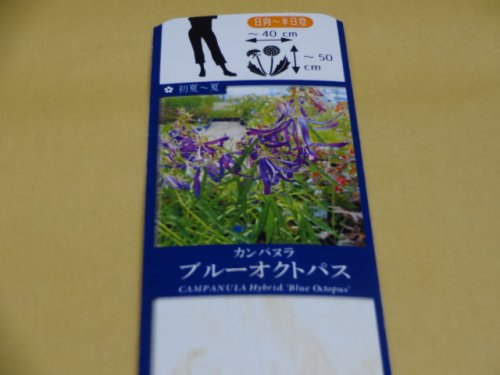 日向～半日陰
～40 cm
～50
cm
初夏～夏
カンパヌラ
ブルーオクトパス
CAMPANULA Hybrid. 'Blue Octopus'